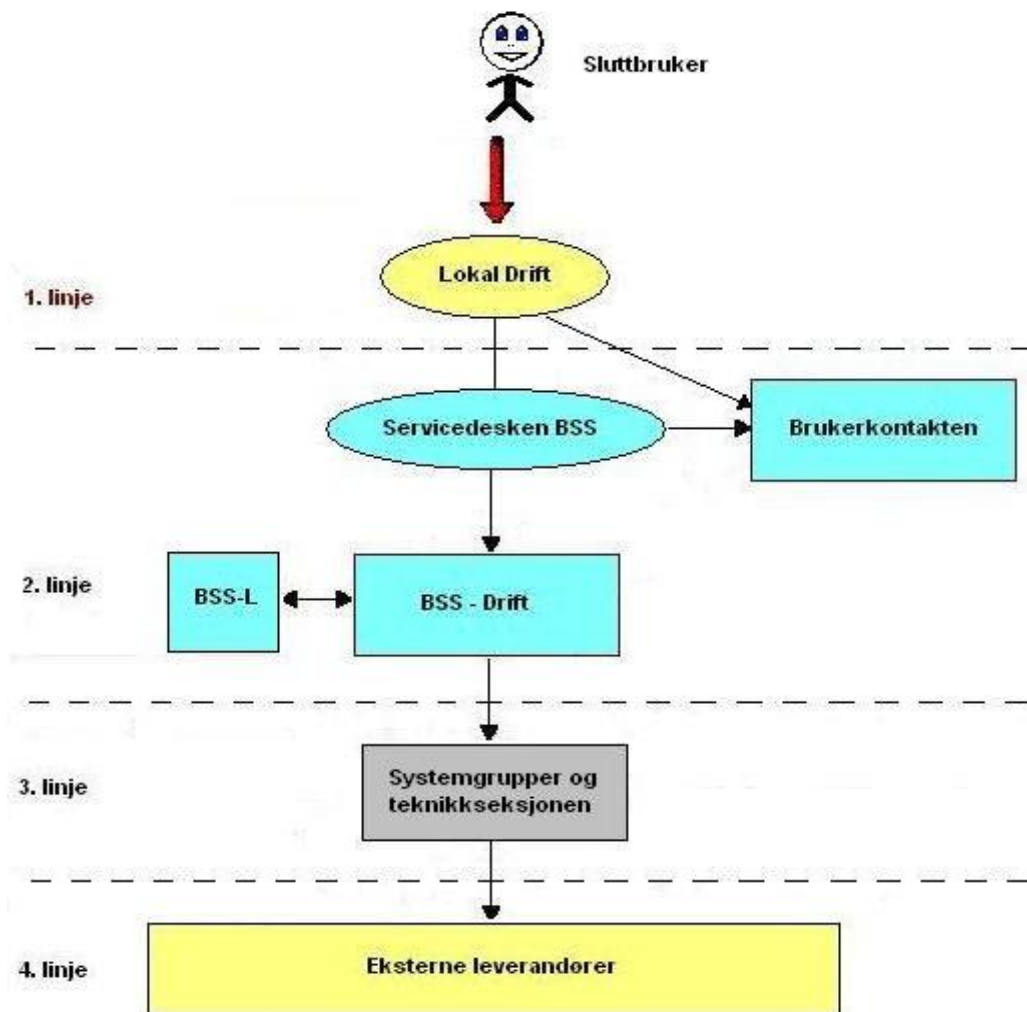 Sluttbruker
Lokal Drift
1. linje
Servicedesken BSS
Brukerkontakten
2. linje
BSS-L
BSS - Drift
3. linje
Systemgrupper og
teknikkseksjonen
4. linje
Eksterne leverandører